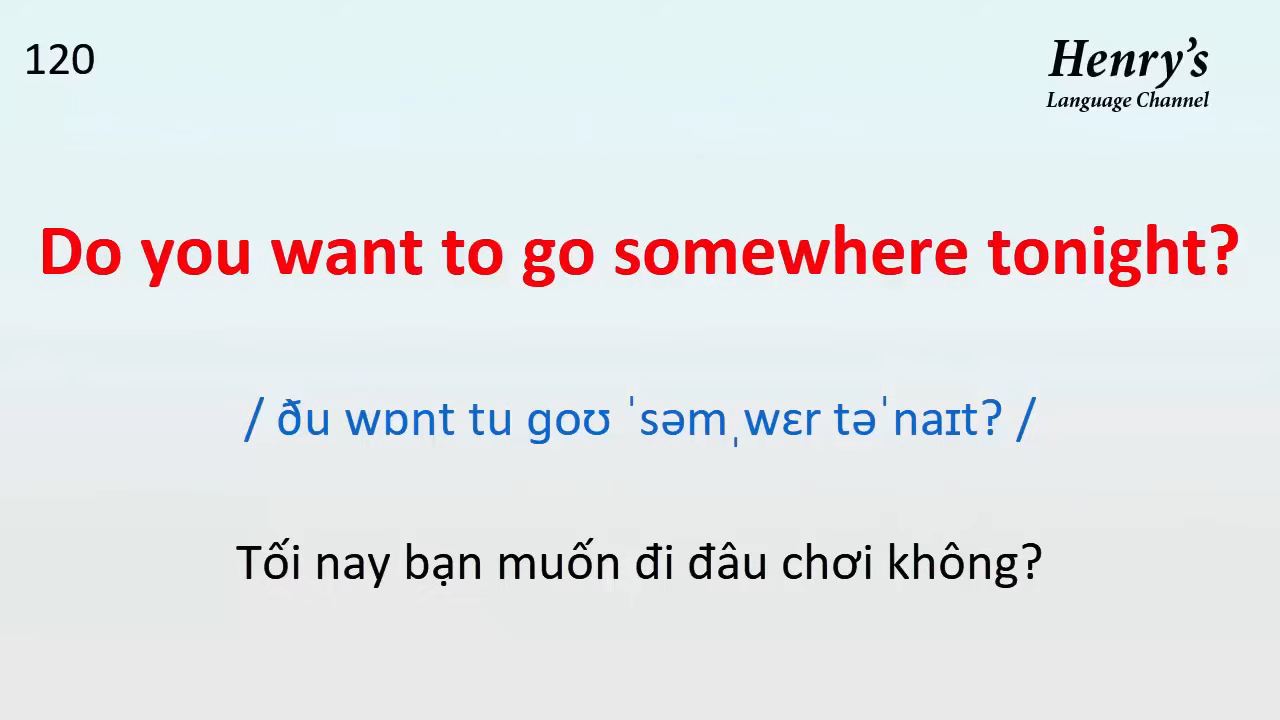 120
Henry's
Language Channel
Do you want to go somewhere tonight?
/ ðu wɒnt tu goʊ ˈsəmˌwɛr təˈnaɪt? /
Tối nay bạn muốn đi đâu chơi không?